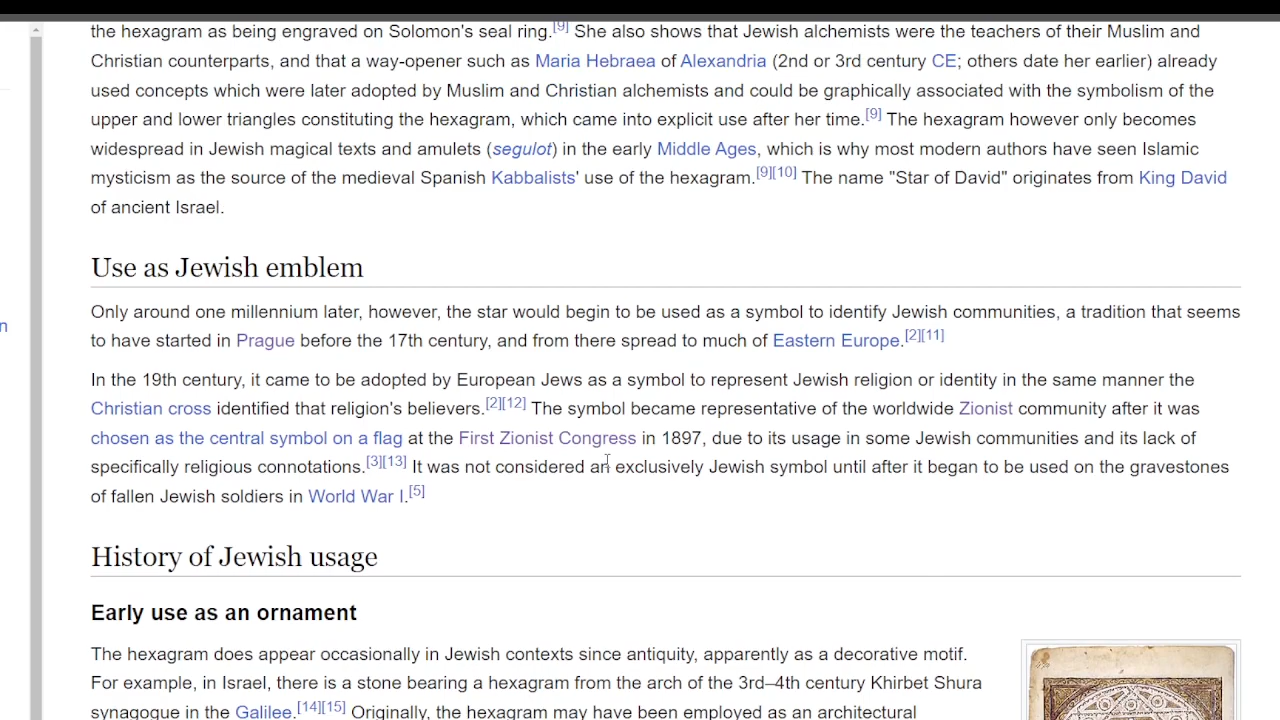 the hexagram as being engraved on Solomon's seal ring.[9] She also shows that Jewish alchemists were the teachers of their Muslim and
Christian counterparts, and that a way-opener such as Maria Hebraea of Alexandria (2nd or 3rd century CE; others date her earlier) already
used concepts which were later adopted by Muslim and Christian alchemists and could be graphically associated with the symbolism of the
upper and lower triangles constituting the hexagram, which came into explicit use after her time.[9] The hexagram however only becomes
widespread in Jewish magical texts and amulets (segulot) in the early Middle Ages, which is why most modern authors have seen Islamic
mysticism as the source of the medieval Spanish Kabbalists' use of the hexagram.[9][10] The name "Star of David" originates from King David
of ancient Israel.
Use as Jewish emblem
Only around one millennium later, however, the star would begin to be used as a symbol to identify Jewish communities, a tradition that seems
to have started in Prague before the 17th century, and from there spread to much of Eastern Europe.[2][11]
In the 19th century, it came to be adopted by European Jews as a symbol to represent Jewish religion or identity in the same manner the
Christian cross identified that religion's believers.[2][12] The symbol became representative of the worldwide Zionist community after it was
chosen as the central symbol on a flag at the First Zionist Congress in 1897, due to its usage in some Jewish communities and its lack of
specifically religious connotations.[3][13] It was not considered an exclusively Jewish symbol until after it began to be used on the gravestones
of fallen Jewish soldiers in World War I.[5]
History of Jewish usage
Early use as an ornament
The hexagram does appear occasionally in Jewish contexts since antiquity, apparently as a decorative motif.
For example, in Israel, there is a stone bearing a hexagram from the arch of the 3rd–4th century Khirbet Shura
synagogue in the Galilee.[14][15] Originally, the hexagram may have been employed as an architectural